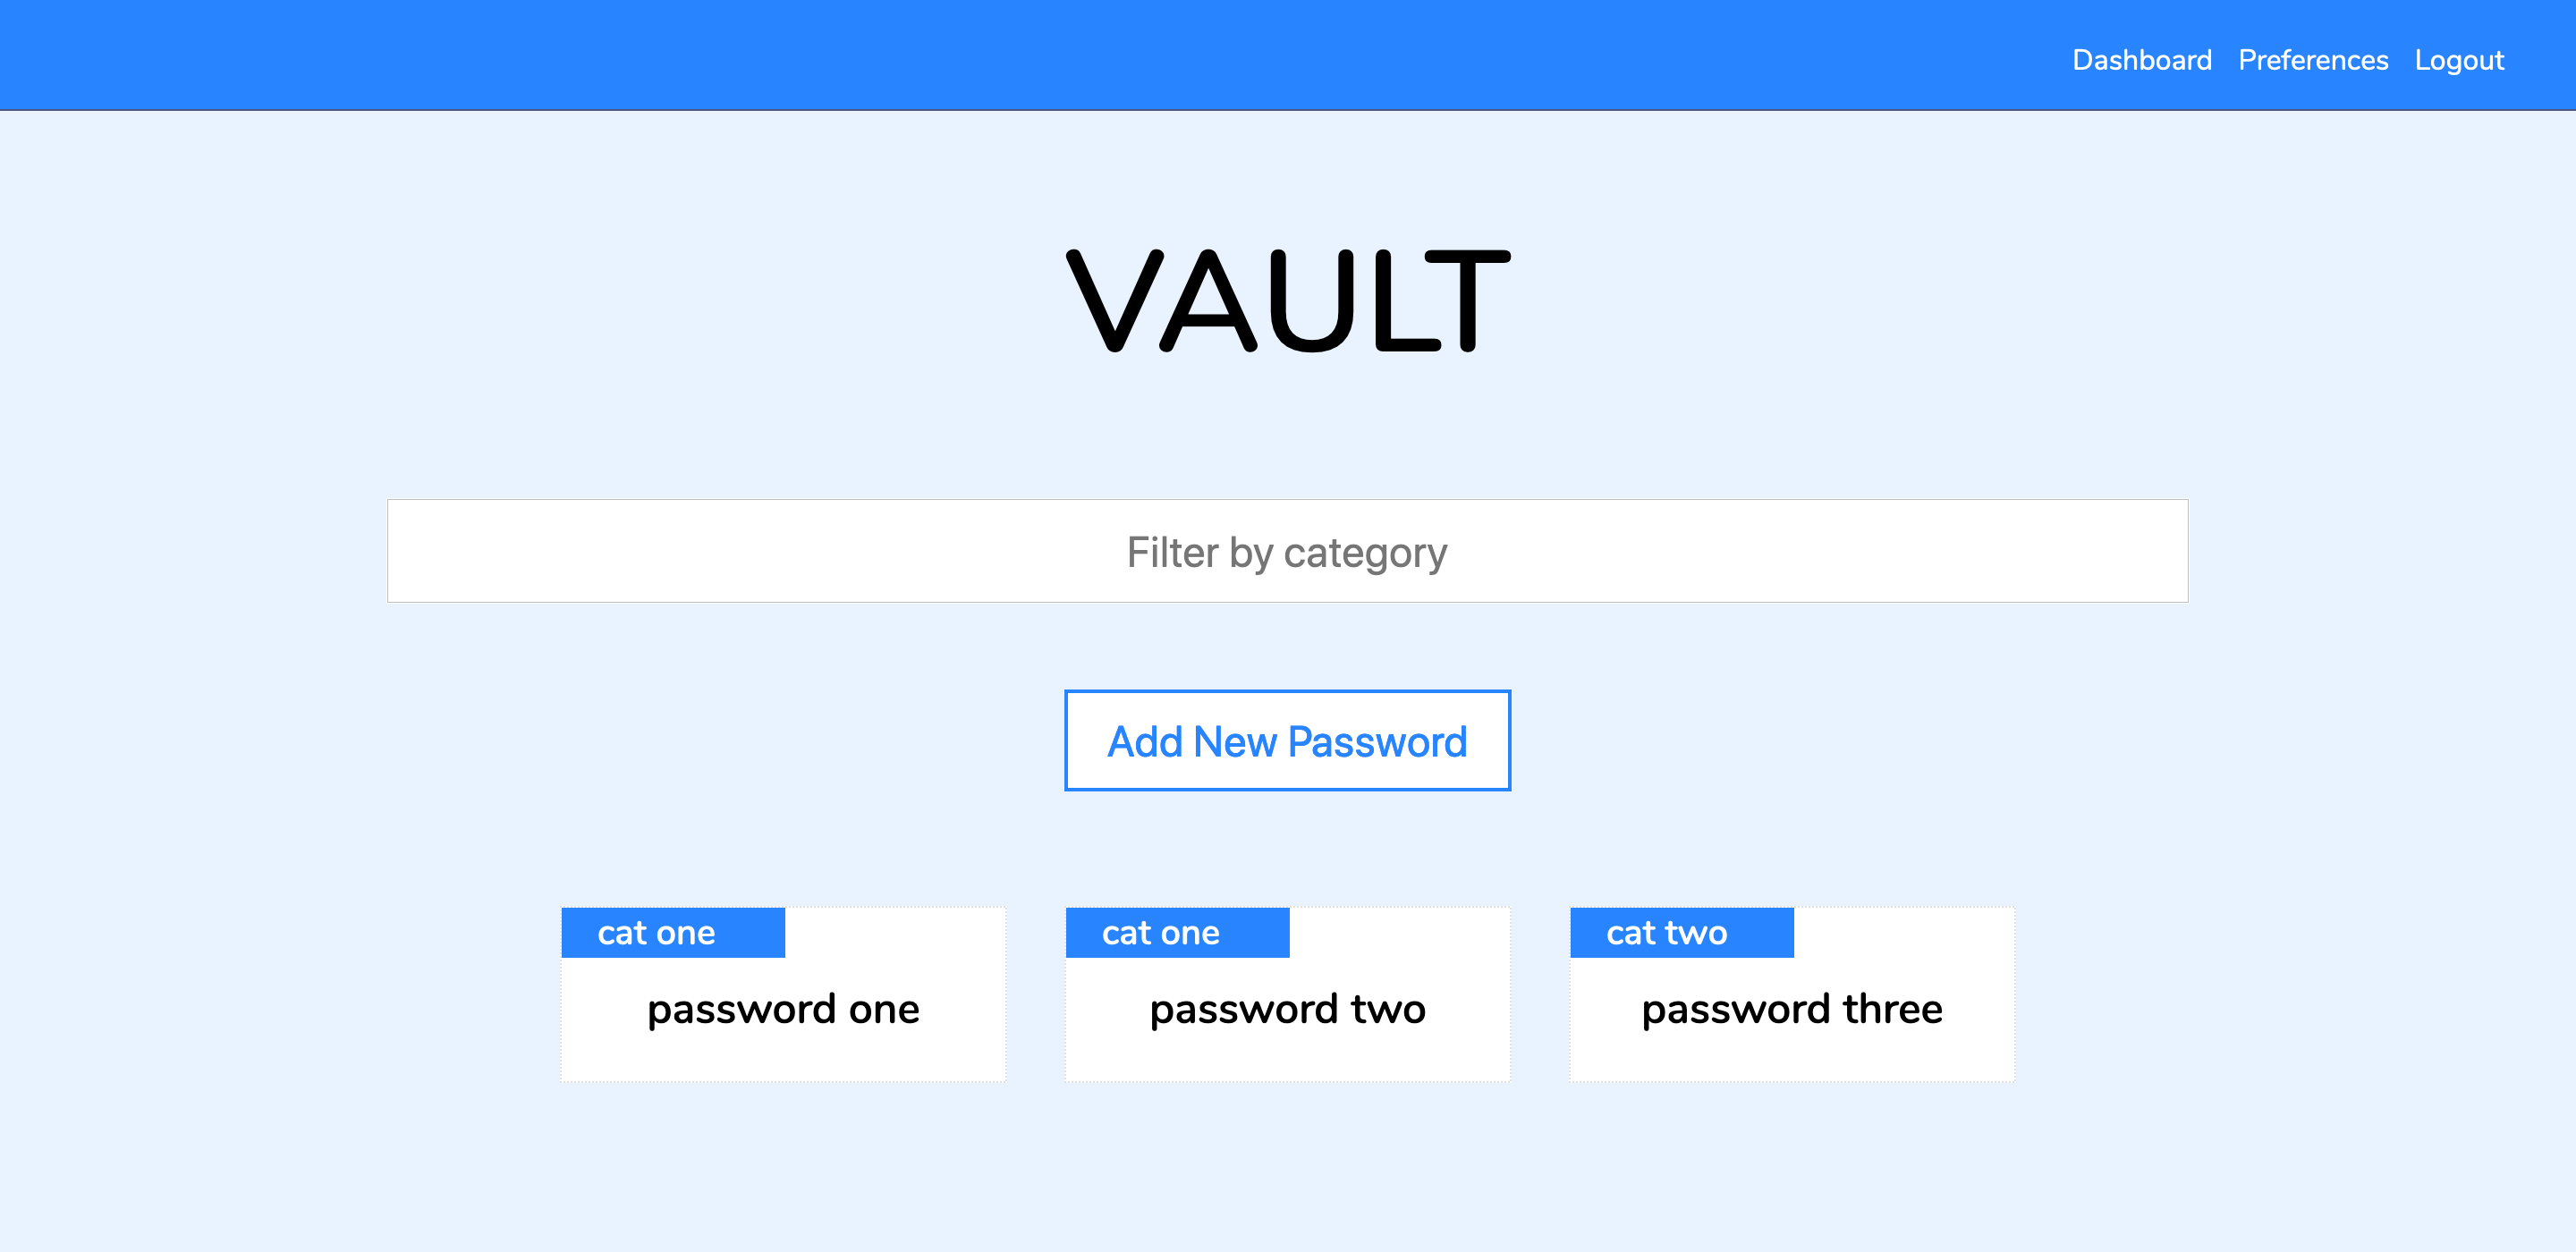 Dashboard Preferences Logout
VAULT
Filter by category
Add New Password
cat one
password one
cat one
password two
cat two
password three